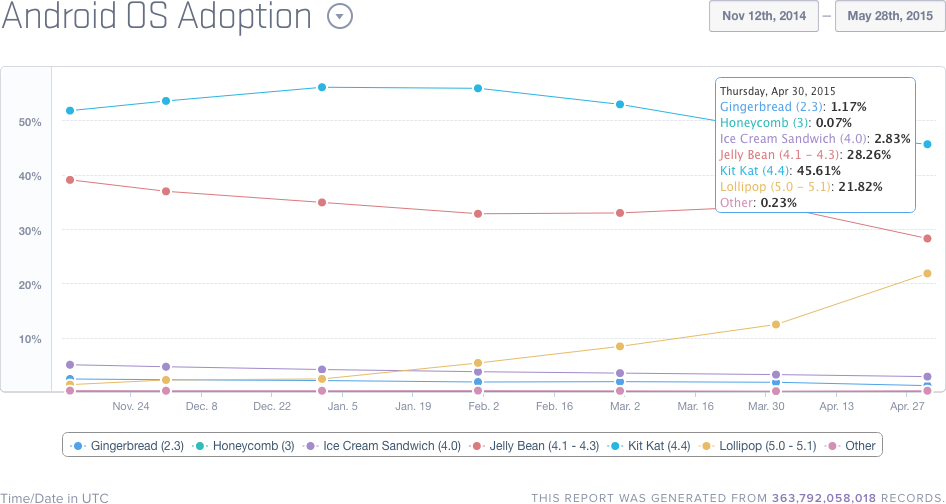 Android OS Adoption
Nov 12th, 2014 – May 28th, 2015
Thursday, Apr 30, 2015
Gingerbread (2.3): 1.17%
Honeycomb (3): 0.07%
Ice Cream Sandwich (4.0): 2.83%
Jelly Bean (4.1 – 4.3): 28.26%
Kit Kat (4.4): 45.61%
Lollipop (5.0 – 5.1): 21.82%
Other: 0.23%
50%
40%
30%
20%
10%
Nov. 24 Dec. 8 Dec. 22 Jan. 5 Jan. 19 Feb. 2 Feb. 16 Mar. 2 Mar. 16 Mar. 30 Apr. 13 Apr. 27
Gingerbread (2.3) Honeycomb (3) Ice Cream Sandwich (4.0) Jelly Bean (4.1 - 4.3) Kit Kat (4.4) Lollipop (5.0 - 5.1) Other
Time/Date in UTC THIS REPORT WAS GENERATED FROM 363,792,058,018 RECORDS.